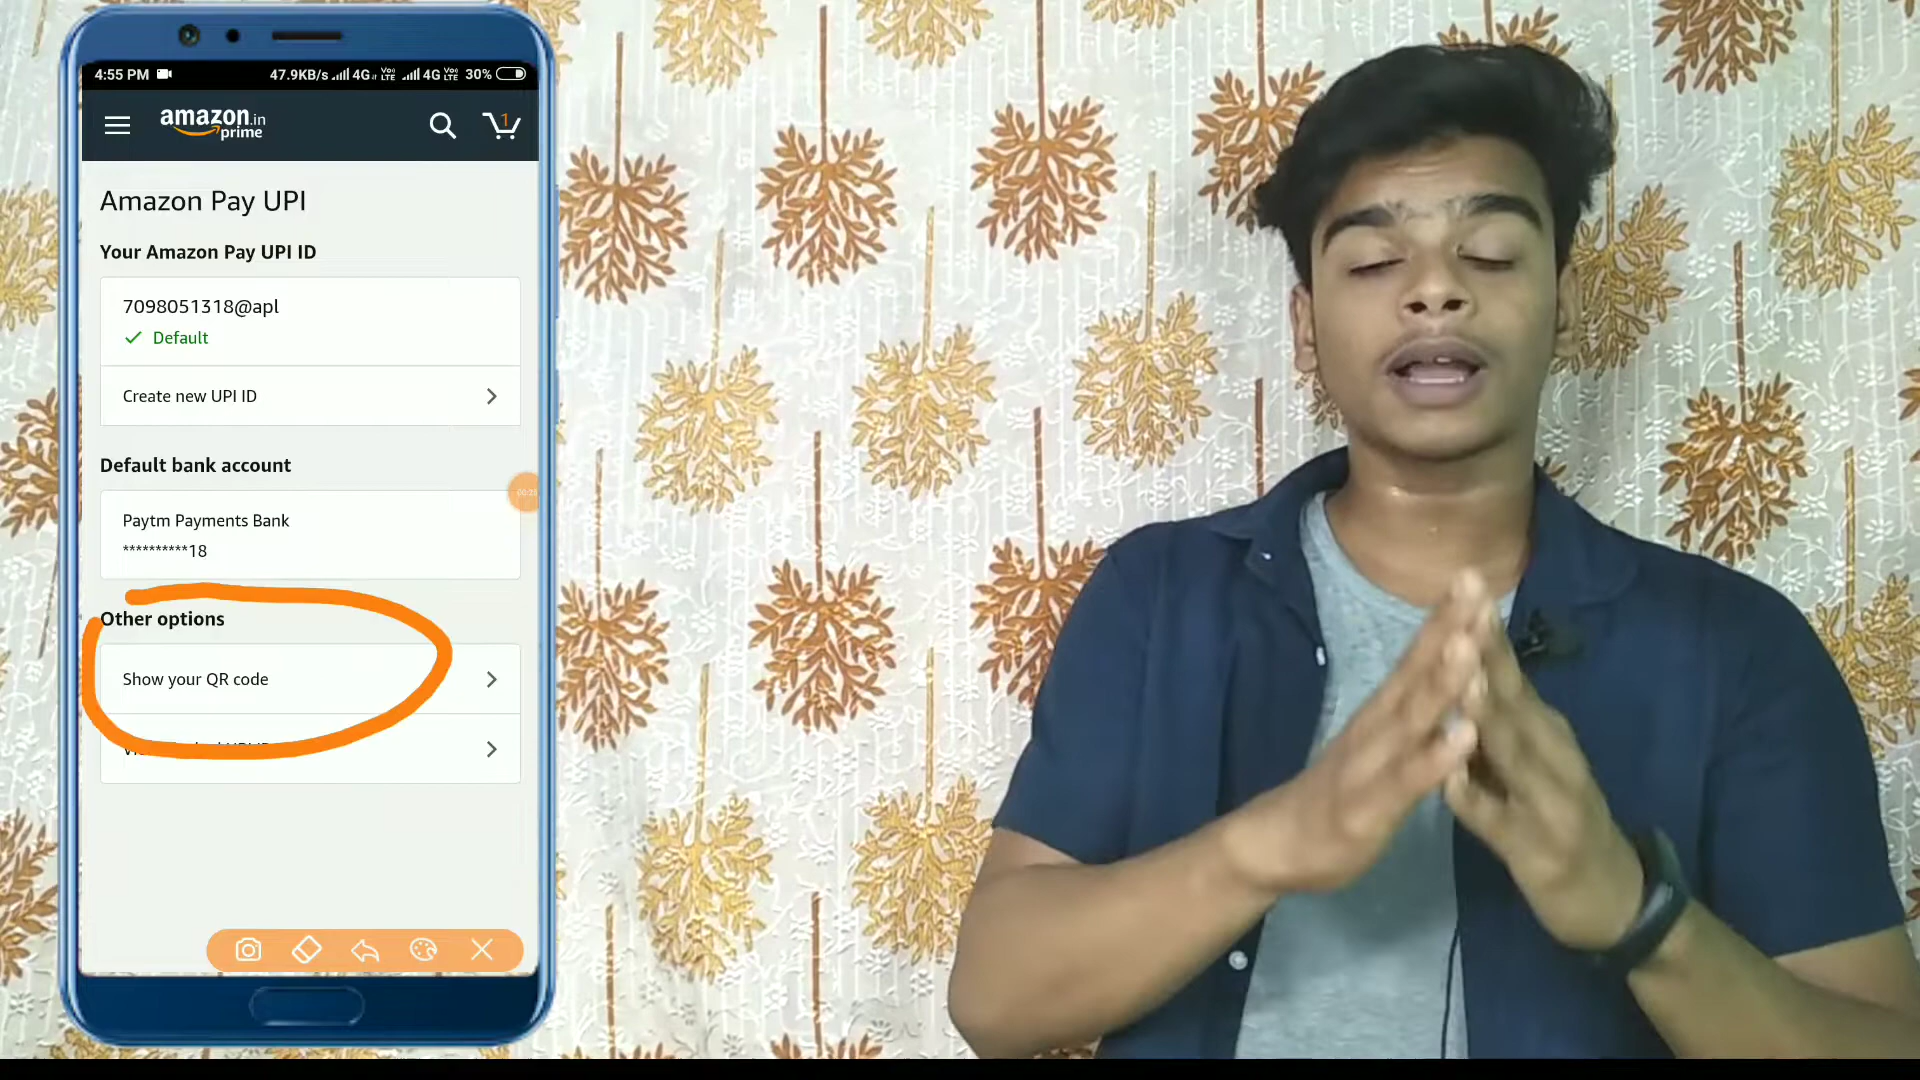 4:55 PM 47.9KB/s 4G VoLTE 4G VoLTE 30%
amazon.in
prime
1
Amazon Pay UPI
Your Amazon Pay UPI ID
7098051318@apl
Default
Create new UPI ID
Default bank account
Paytm Payments Bank
**********18
Other options
Show your QR code